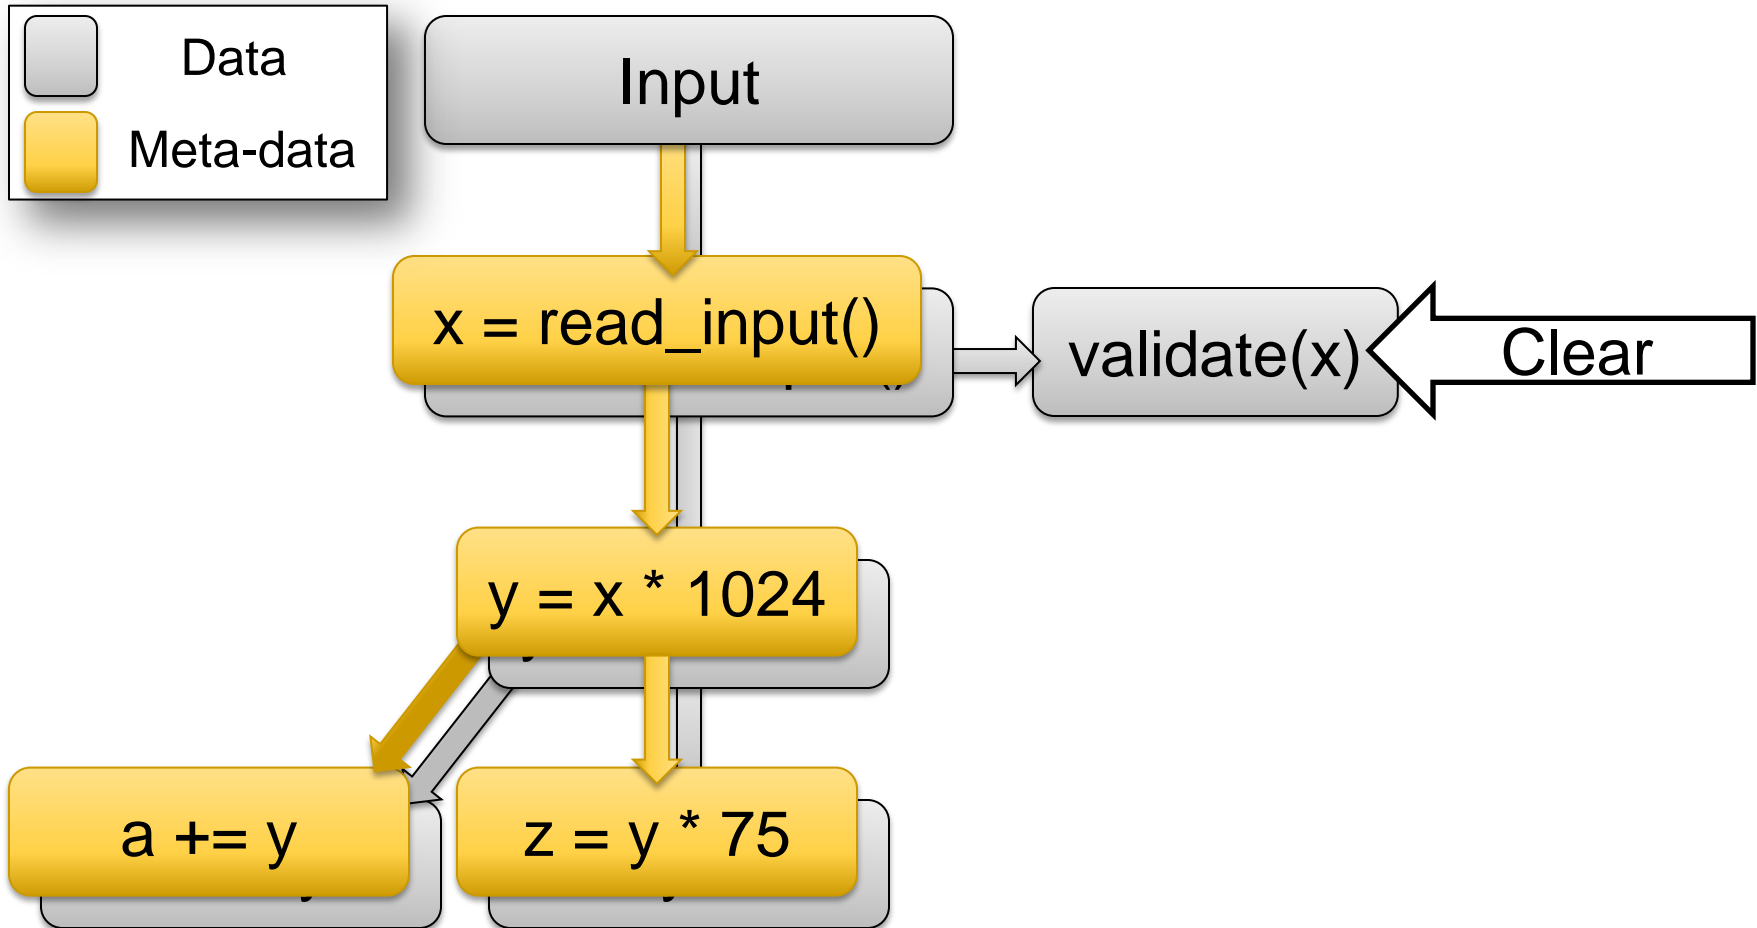 Data
Meta-data
Input
x = read_input()
validate(x)
Clear
y = x * 1024
a += y
z = y * 75